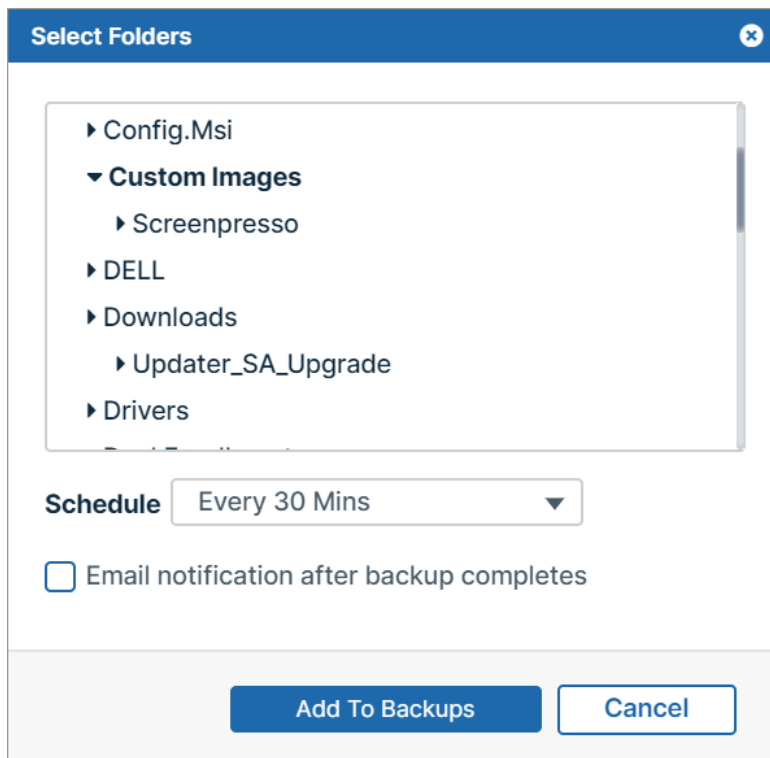 Select Folders
Config.Msi
Custom Images
Screenpresso
DELL
Downloads
Updater_SA_Upgrade
Drivers
Schedule Every 30 Mins
Email notification after backup completes
Add To Backups Cancel